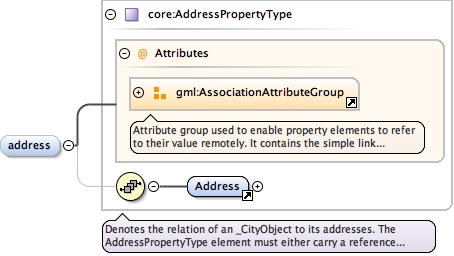 core:AddressPropertyType
@ Attributes
gml:AssociationAttributeGroup
Attribute group used to enable property elements to refer
to their value remotely. It contains the simple link...
address
Address
Denotes the relation of an _CityObject to its addresses. The
AddressPropertyType element must either carry a reference...